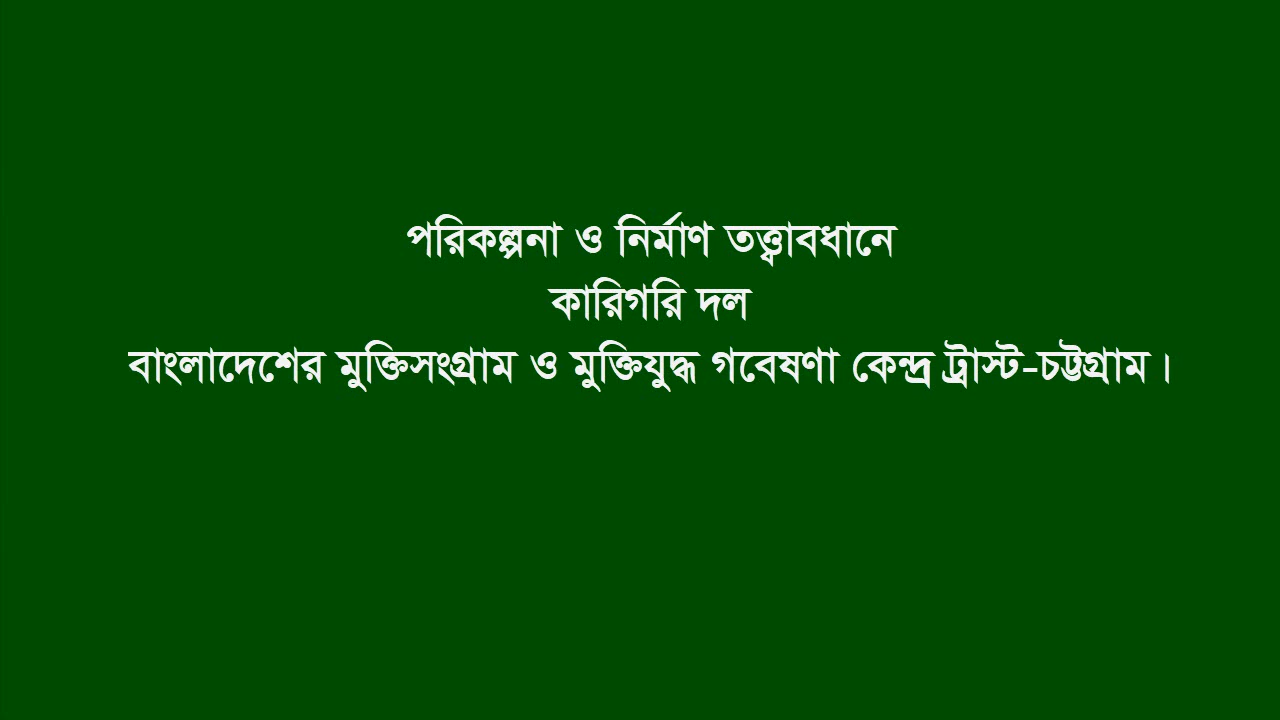 পরিকল্পনা ও নির্মাণ তত্ত্বাবধানে
কারিগরি দল
বাংলাদেশের মুক্তিসংগ্রাম ও মুক্তিযুদ্ধ গবেষণা কেন্দ্র ট্রাস্ট-চট্টগ্রাম।